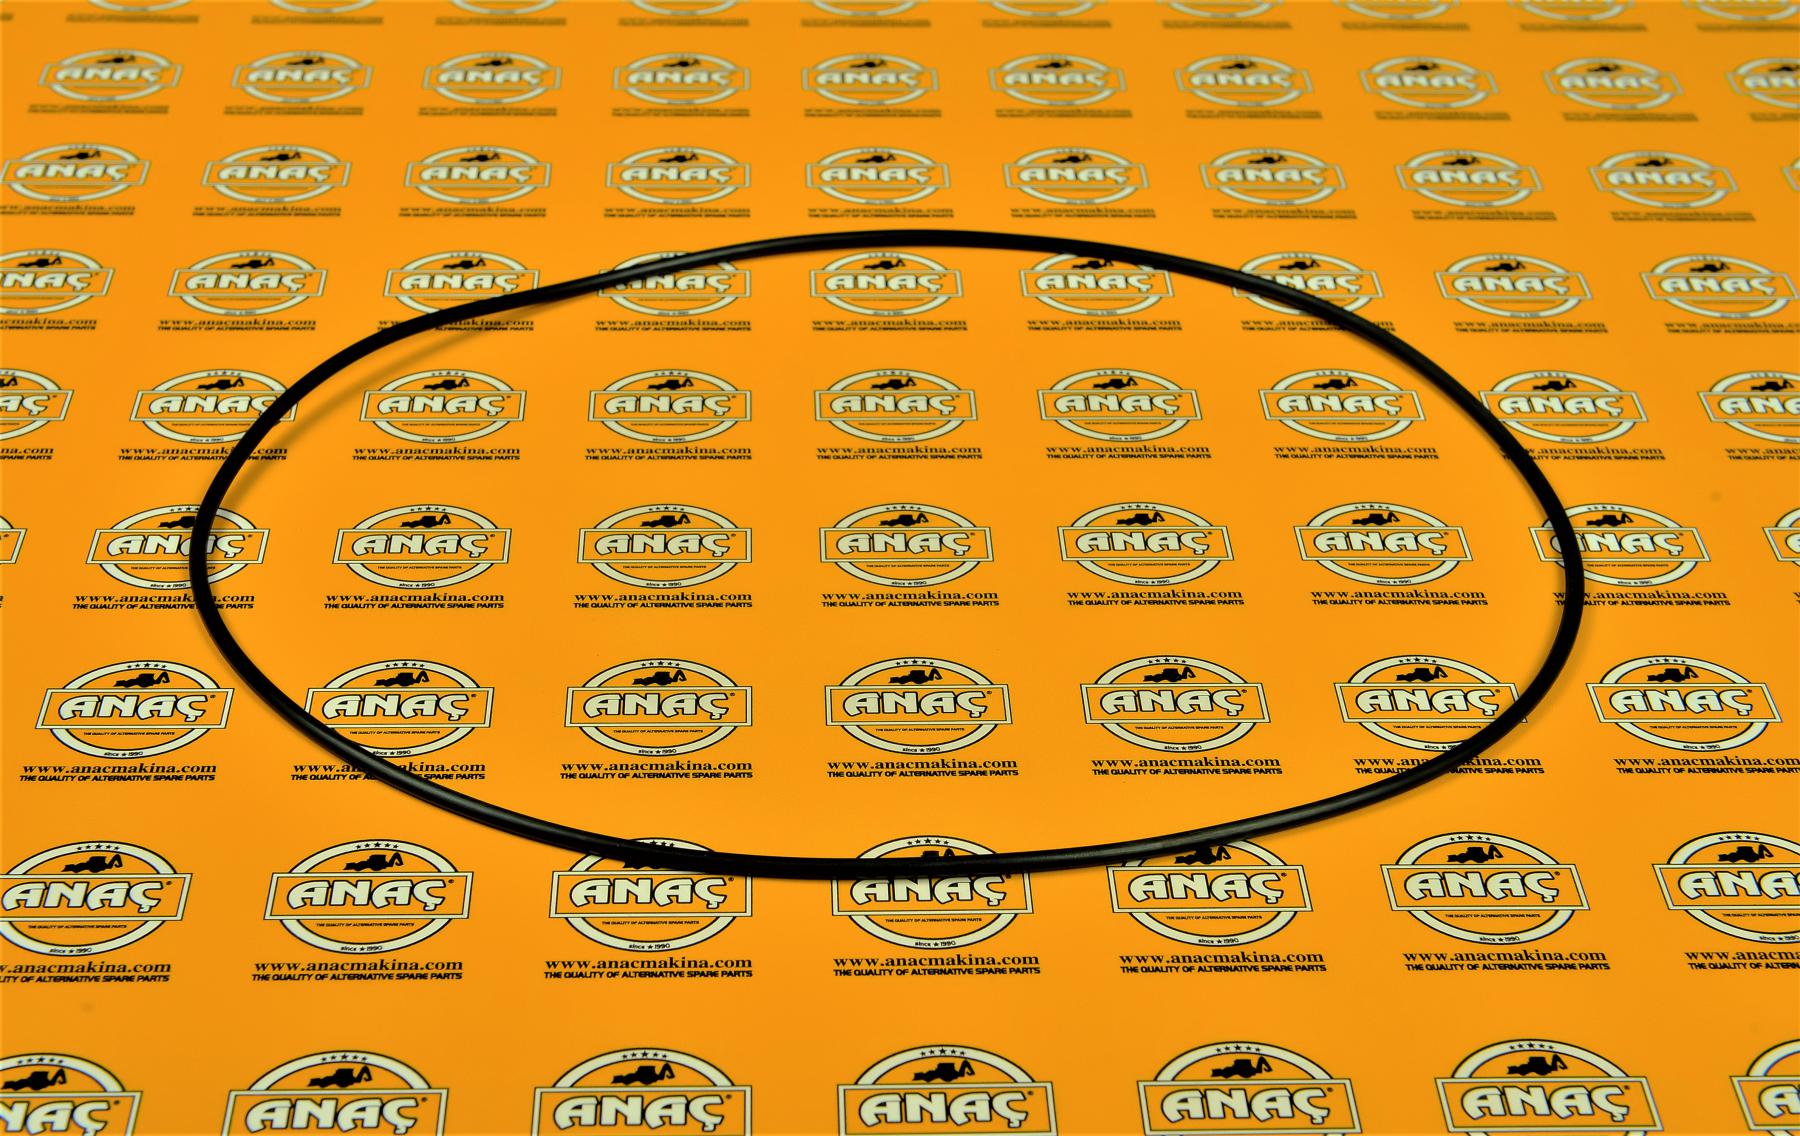 ★★★★★
ANAÇ®
THE QUALITY OF ALTERNATIVE SPARE PARTS
since ★ 1990
www.anacmakina.com
THE QUALITY OF ALTERNATIVE SPARE PARTS